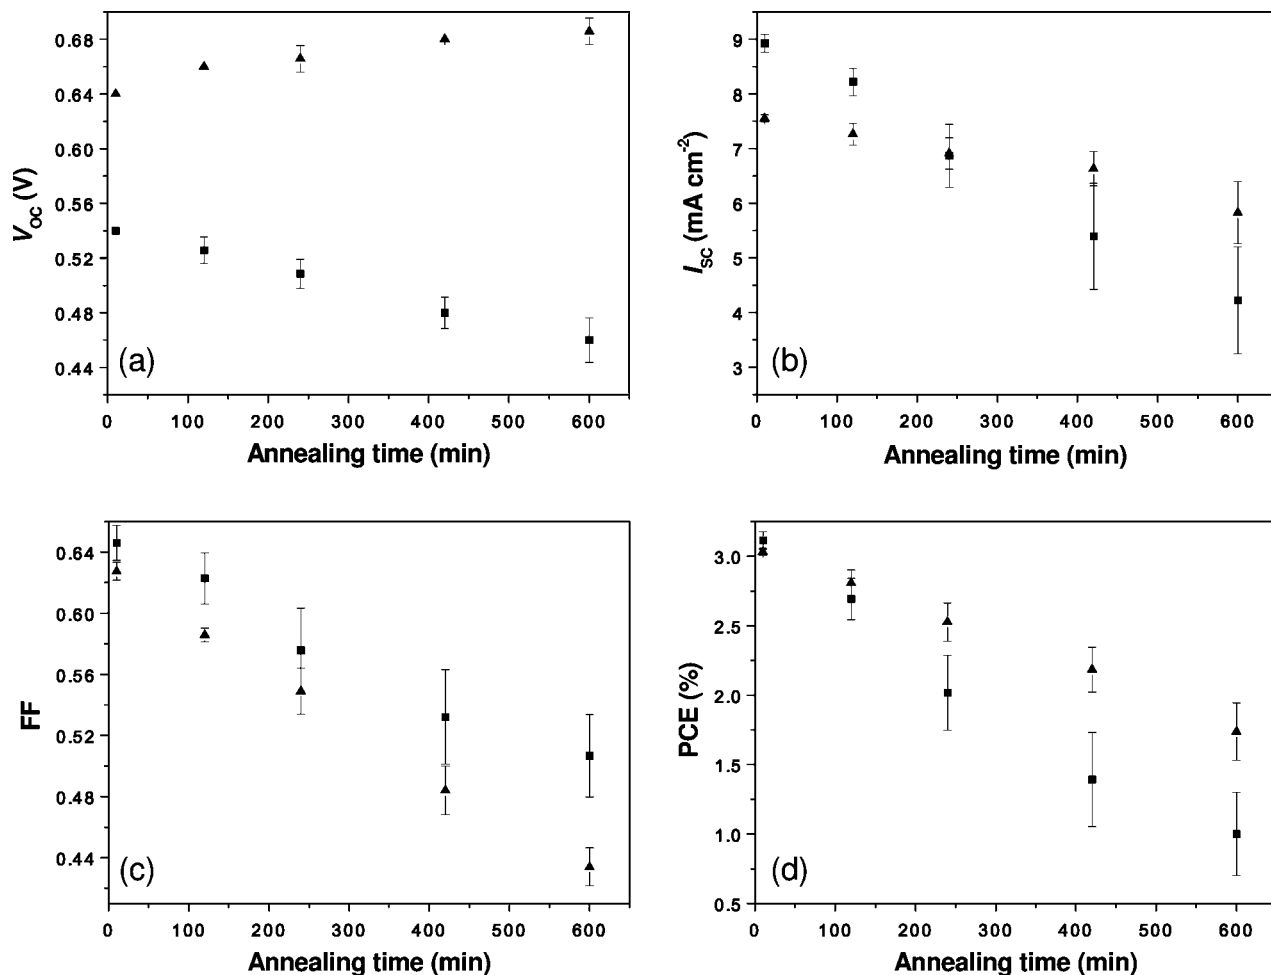 0.68
0.64
0.60
0.56
0.52
0.48
0.44
V_OC (V)
(a)
0 100 200 300 400 500 600
Annealing time (min)
9
8
7
6
5
4
3
I_SC (mA cm⁻²)
(b)
0 100 200 300 400 500 600
Annealing time (min)
0.64
0.60
0.56
0.52
0.48
0.44
FF
(c)
0 100 200 300 400 500 600
Annealing time (min)
3.0
2.5
2.0
1.5
1.0
0.5
PCE (%)
(d)
0 100 200 300 400 500 600
Annealing time (min)